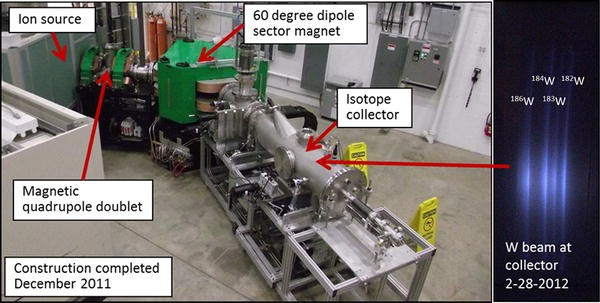 Ion source
60 degree dipole
sector magnet
Isotope
collector
Magnetic
quadrupole doublet
Construction completed
December 2011
184W 182W
186W 183W
W beam at
collector
2-28-2012